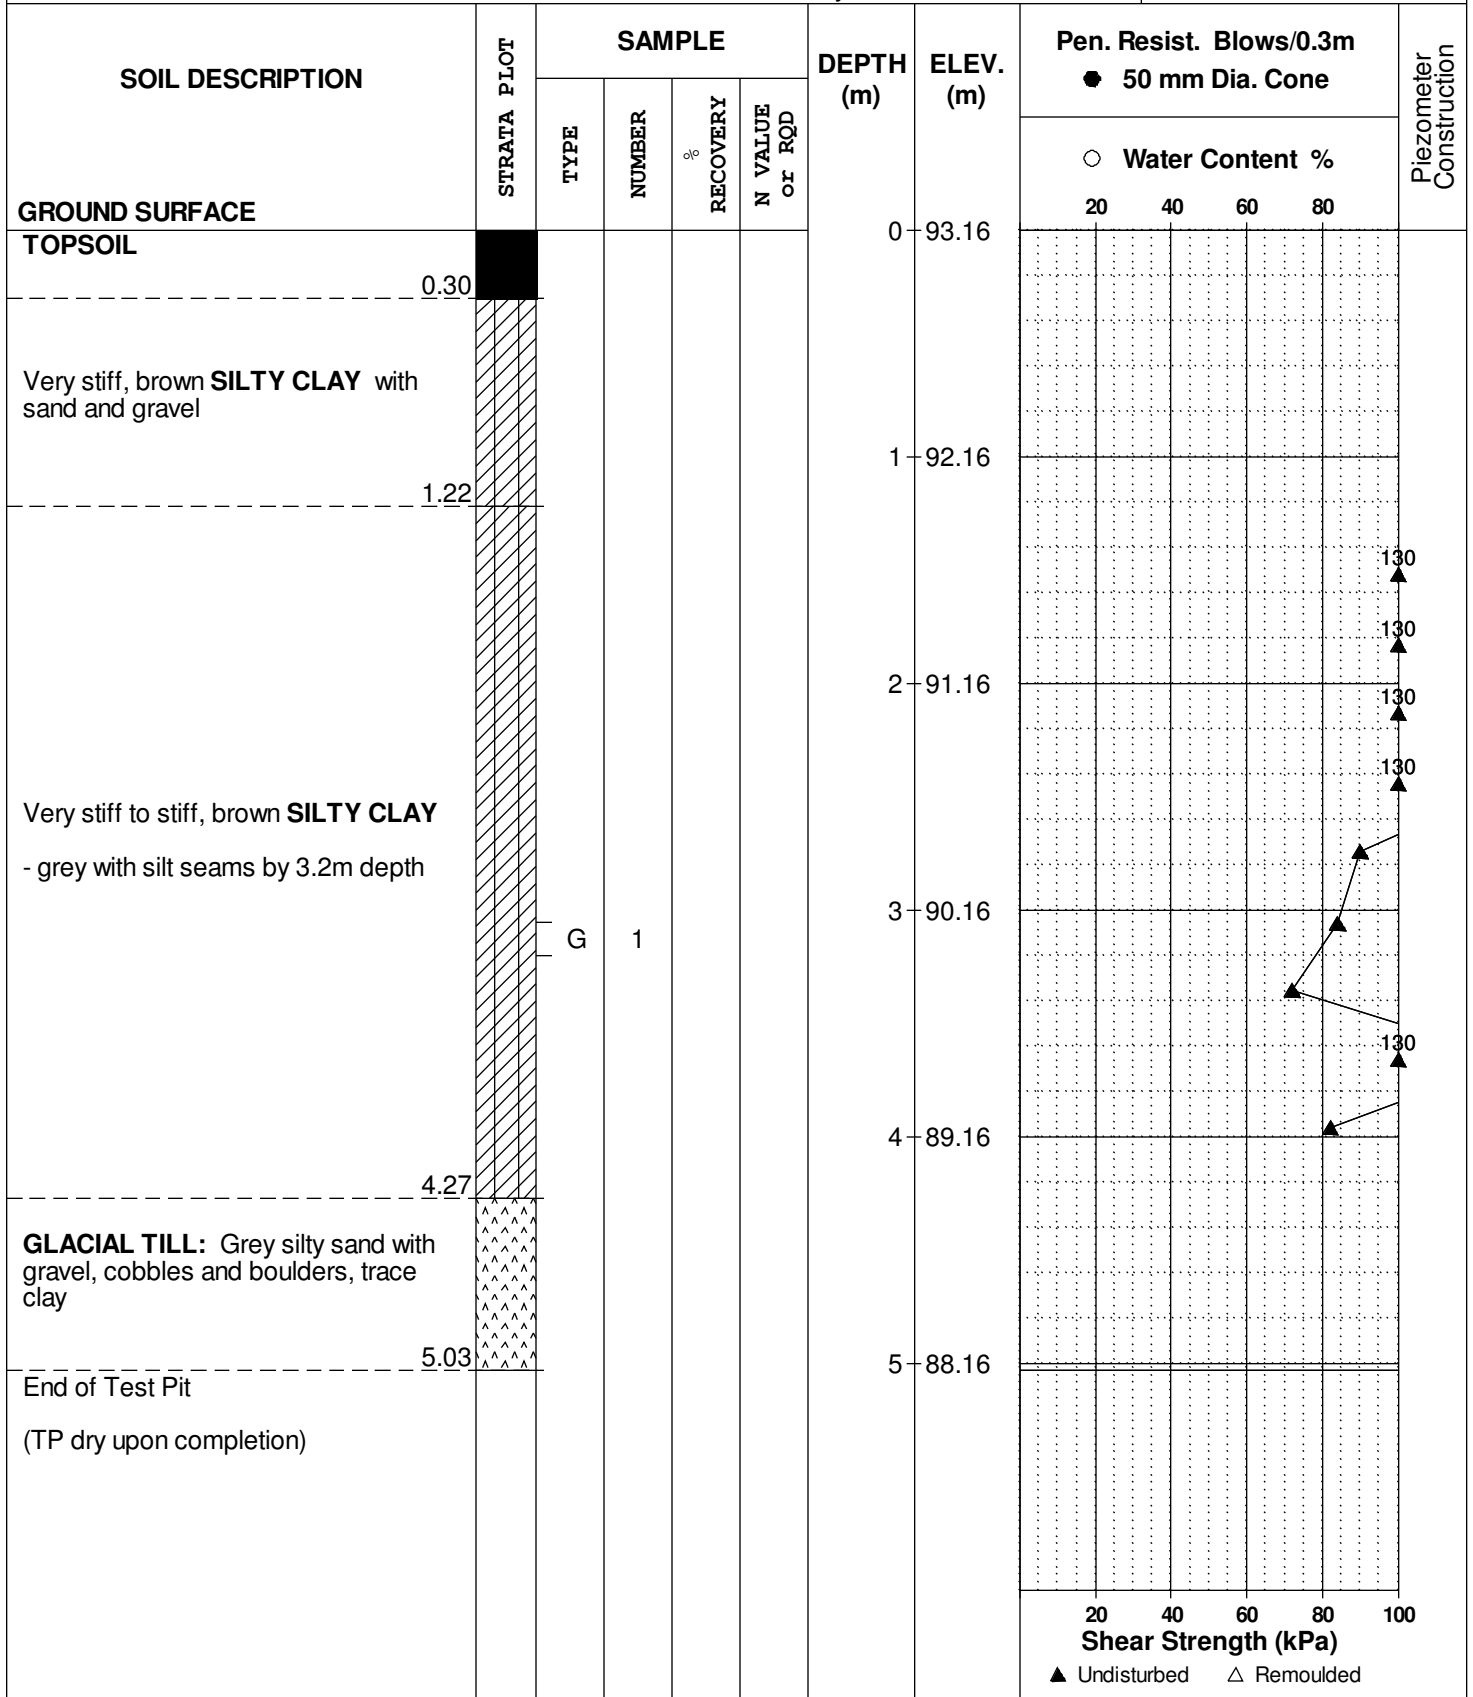 SOIL DESCRIPTION
GROUND SURFACE
STRATA PLOT
SAMPLE
TYPE
NUMBER
%
RECOVERY
N VALUE
or RQD
DEPTH
(m)
ELEV.
(m)
Pen. Resist. Blows/0.3m
● 50 mm Dia. Cone
○ Water Content %
20 40 60 80
Piezometer
Construction
TOPSOIL
0.30
Very stiff, brown SILTY CLAY with
sand and gravel
1.22
Very stiff to stiff, brown SILTY CLAY
- grey with silt seams by 3.2m depth
G 1
4.27
GLACIAL TILL: Grey silty sand with
gravel, cobbles and boulders, trace
clay
5.03
End of Test Pit
(TP dry upon completion)
0 93.16
1 92.16
2 91.16
3 90.16
4 89.16
5 88.16
130
130
130
130
130
20 40 60 80 100
Shear Strength (kPa)
▲ Undisturbed △ Remoulded